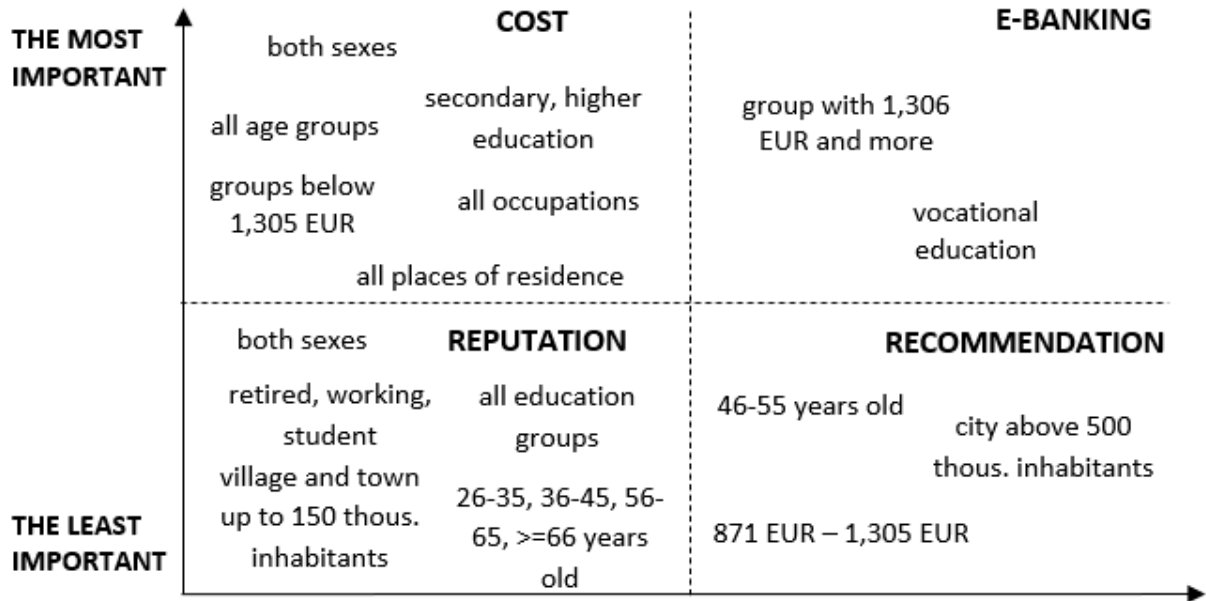 THE MOST
IMPORTANT
COST
both sexes
secondary, higher
education
all age groups
groups below
1,305 EUR
all occupations
all places of residence
E-BANKING
group with 1,306
EUR and more
vocational
education
THE LEAST
IMPORTANT
both sexes
REPUTATION
retired, working,
student
all education
groups
village and town
up to 150 thous.
inhabitants
26-35, 36-45, 56-
65, >=66 years
old
RECOMMENDATION
46-55 years old
city above 500
thous. inhabitants
871 EUR – 1,305 EUR